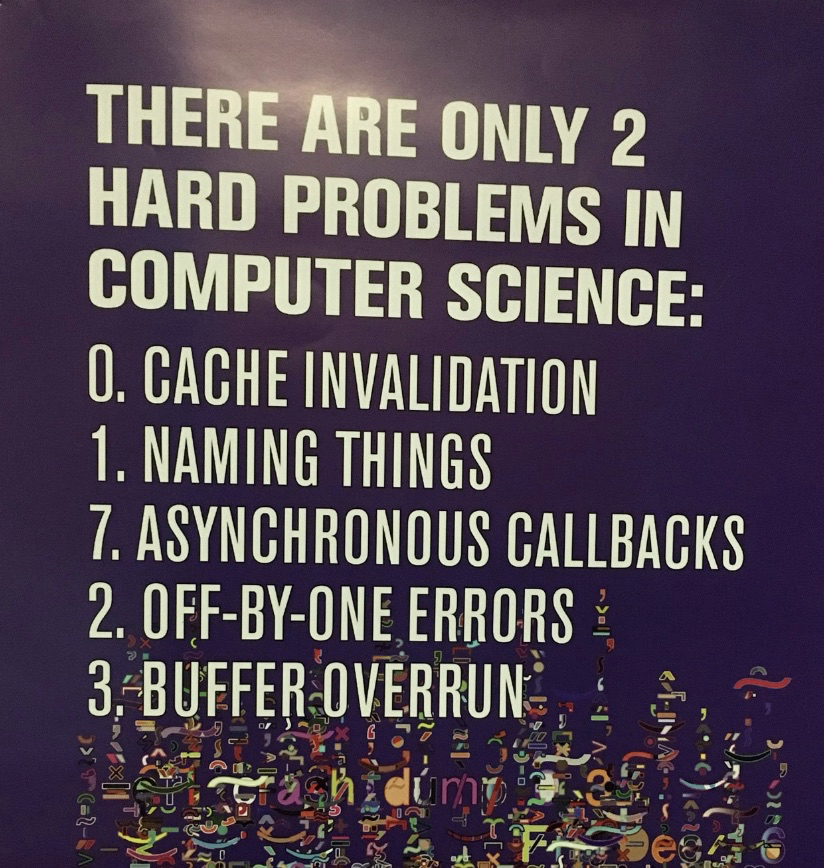 THERE ARE ONLY 2
HARD PROBLEMS IN
COMPUTER SCIENCE:
0. CACHE INVALIDATION
1. NAMING THINGS
7. ASYNCHRONOUS CALLBACKS
2. OFF-BY-ONE ERRORS
3. BUFFER OVERRUN
dump